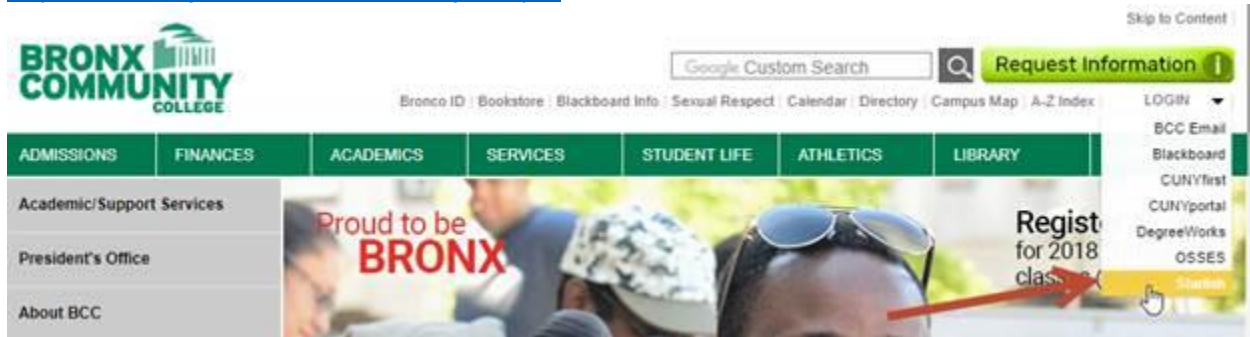 Skip to Content
BRONX
COMMUNITY
COLLEGE
Google Custom Search
Request Information
Bronco ID | Bookstore | Blackboard Info | Sexual Respect | Calendar | Directory | Campus Map | A-Z Index
LOGIN
BCC Email
Blackboard
CUNYfirst
CUNYportal
DegreeWorks
OSSES
Starfish
ADMISSIONS
FINANCES
ACADEMICS
SERVICES
STUDENT LIFE
ATHLETICS
LIBRARY
Academic/Support Services
President's Office
About BCC
Proud to be
BRONX
Regist
for 2018